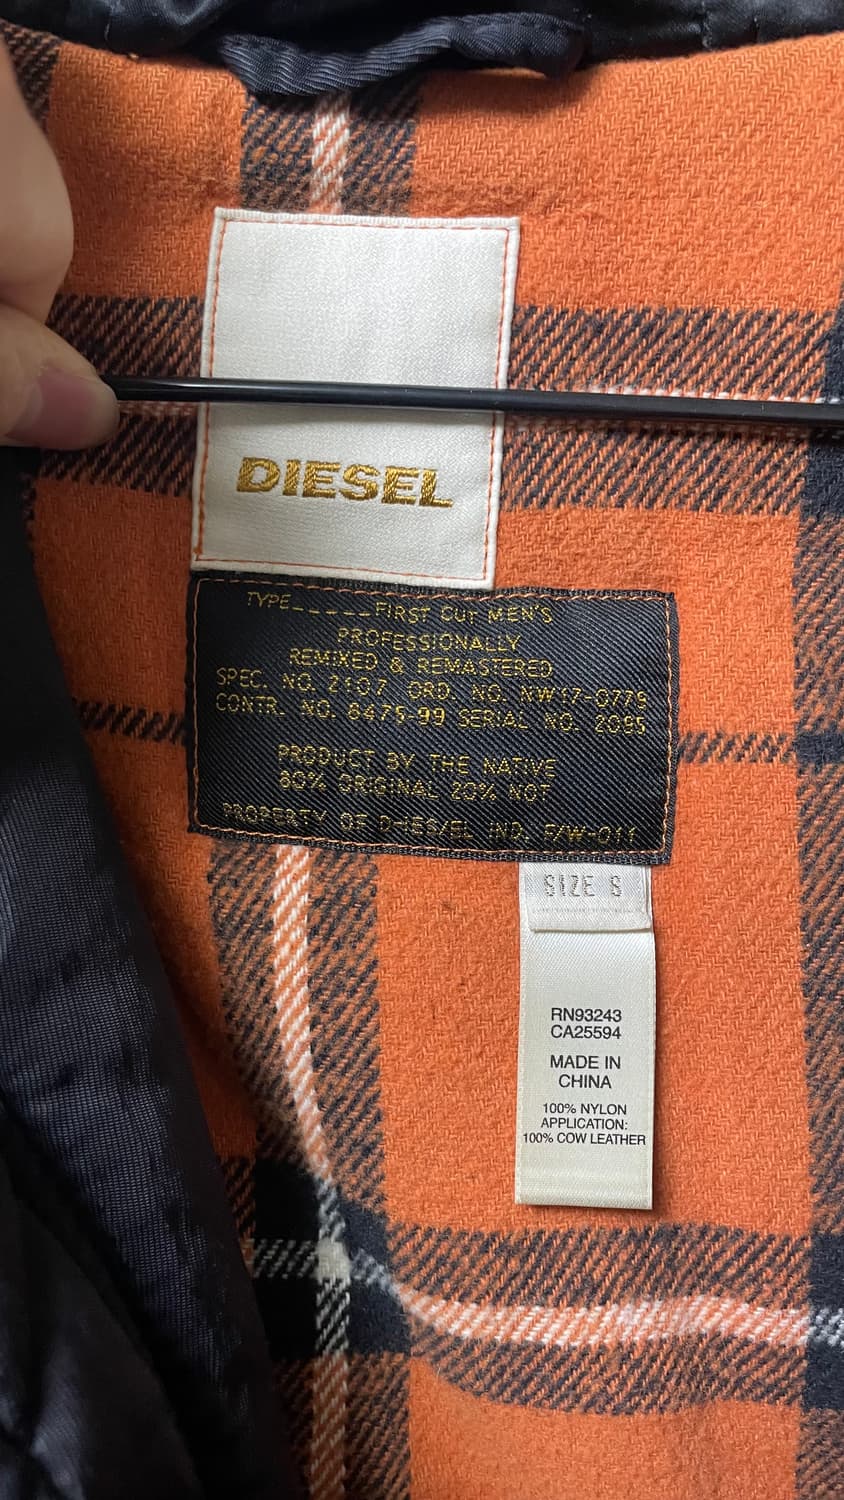 DIESEL
TYPE_____FIRST CUT MEN'S
PROFESSIONALLY
REMIXED & REMASTERED
SPEC. NO. 2107 ORD. NO. NW17-0779
CONTR. NO. 8475-99 SERIAL NO. 2095
PRODUCT BY THE NATIVE
80% ORIGINAL 20% NOT
PROPERTY OF D-IES/EL IND. F/W-011
SIZE S
RN93243
CA25594
MADE IN
CHINA
100% NYLON
APPLICATION:
100% COW LEATHER